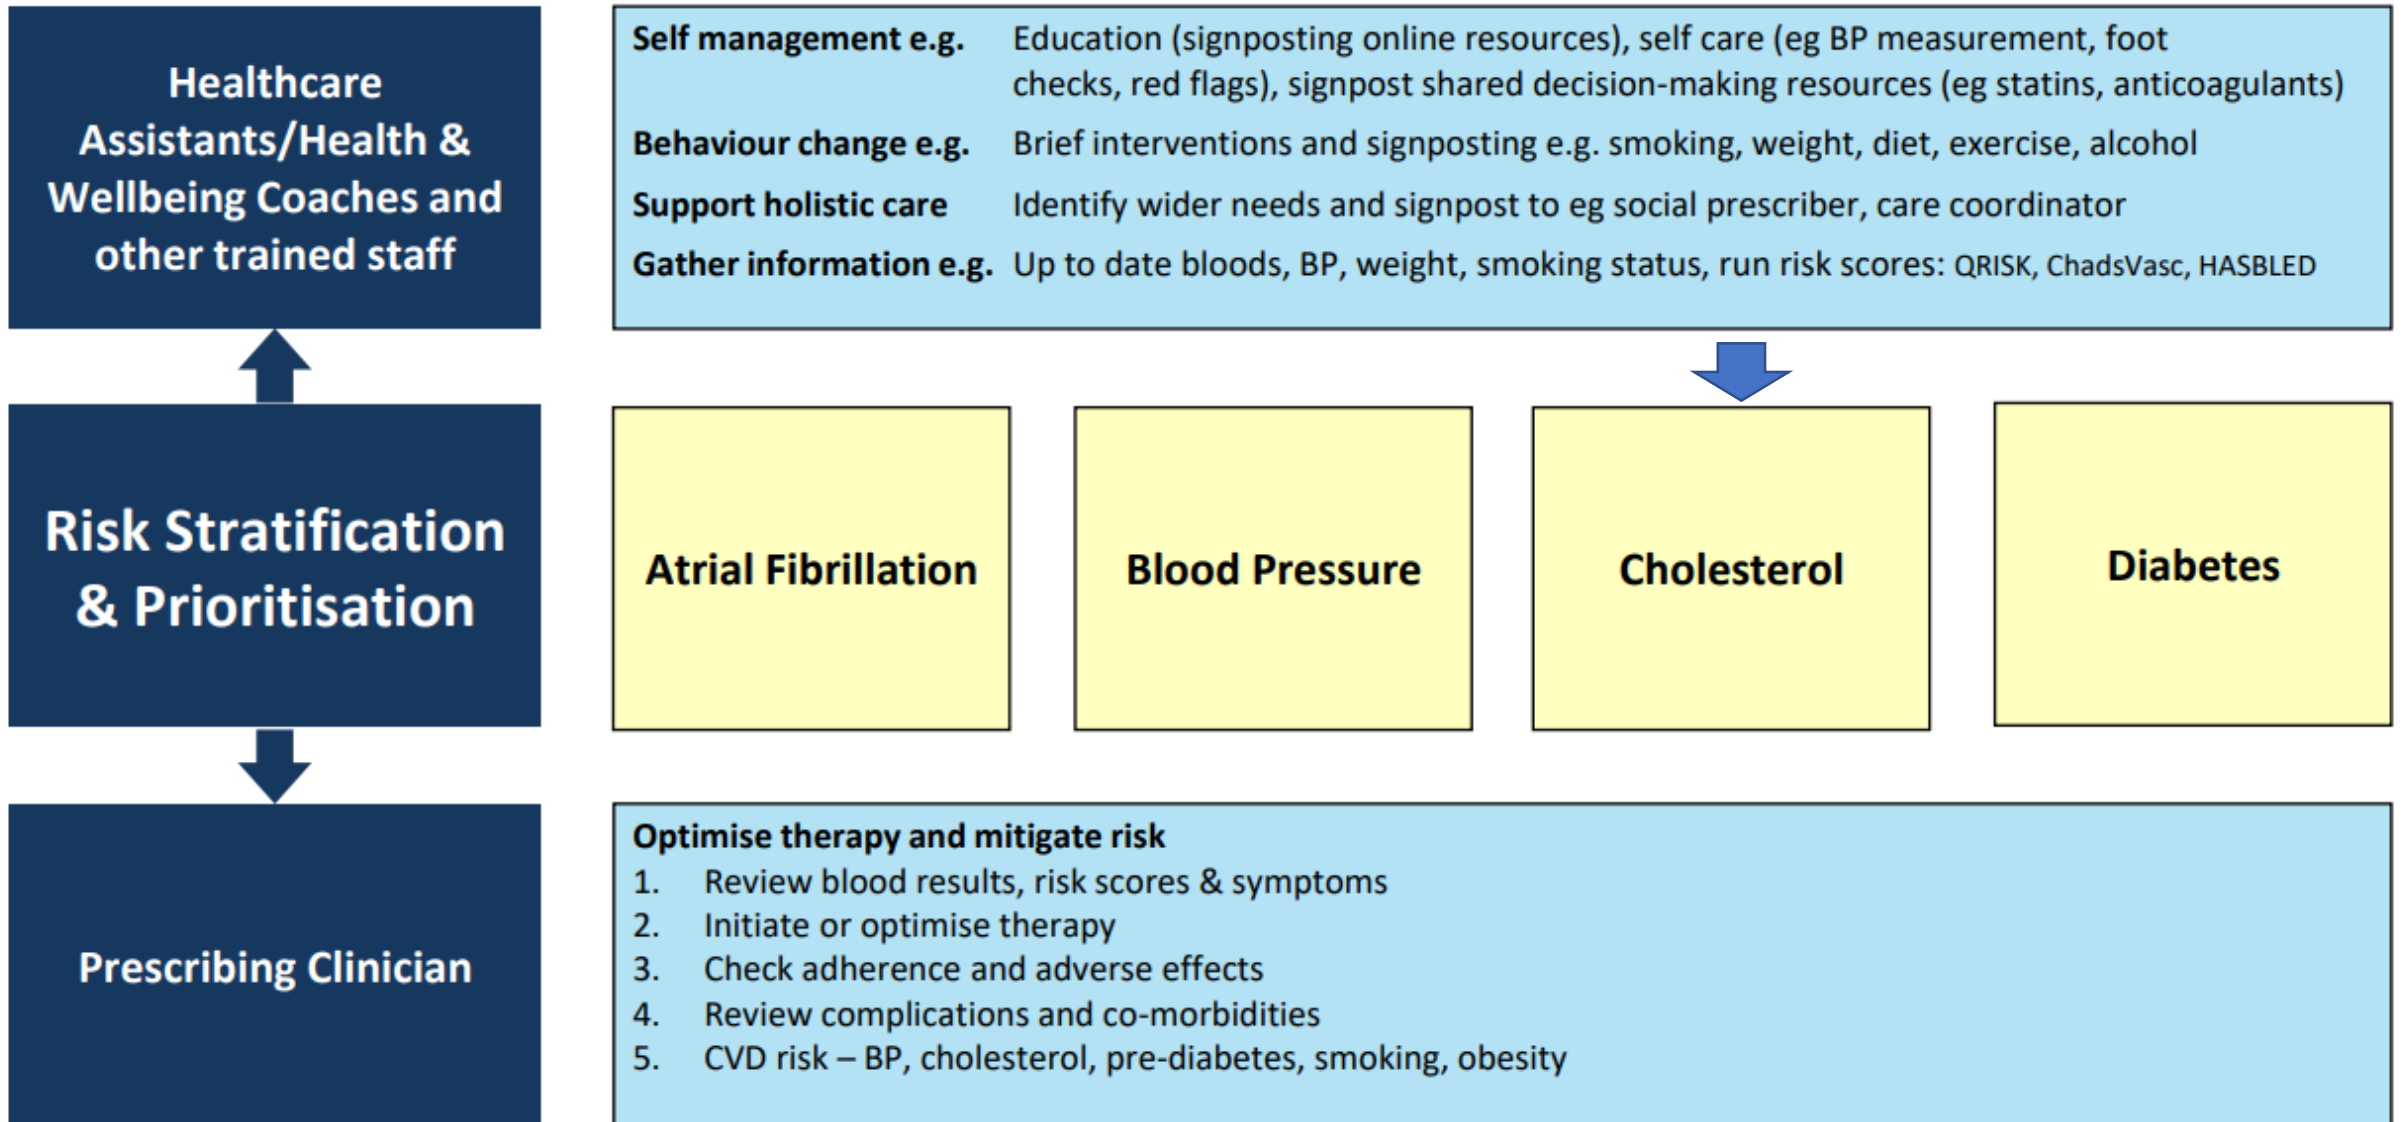 Healthcare
Assistants/Health &
Wellbeing Coaches and
other trained staff
Self management e.g. Education (signposting online resources), self care (eg BP measurement, foot
checks, red flags), signpost shared decision-making resources (eg statins, anticoagulants)
Behaviour change e.g. Brief interventions and signposting e.g. smoking, weight, diet, exercise, alcohol
Support holistic care Identify wider needs and signpost to eg social prescriber, care coordinator
Gather information e.g. Up to date bloods, BP, weight, smoking status, run risk scores: QRISK, ChadsVasc, HASBLED
Risk Stratification
& Prioritisation
Atrial Fibrillation
Blood Pressure
Cholesterol
Diabetes
Prescribing Clinician
Optimise therapy and mitigate risk
1. Review blood results, risk scores & symptoms
2. Initiate or optimise therapy
3. Check adherence and adverse effects
4. Review complications and co-morbidities
5. CVD risk – BP, cholesterol, pre-diabetes, smoking, obesity